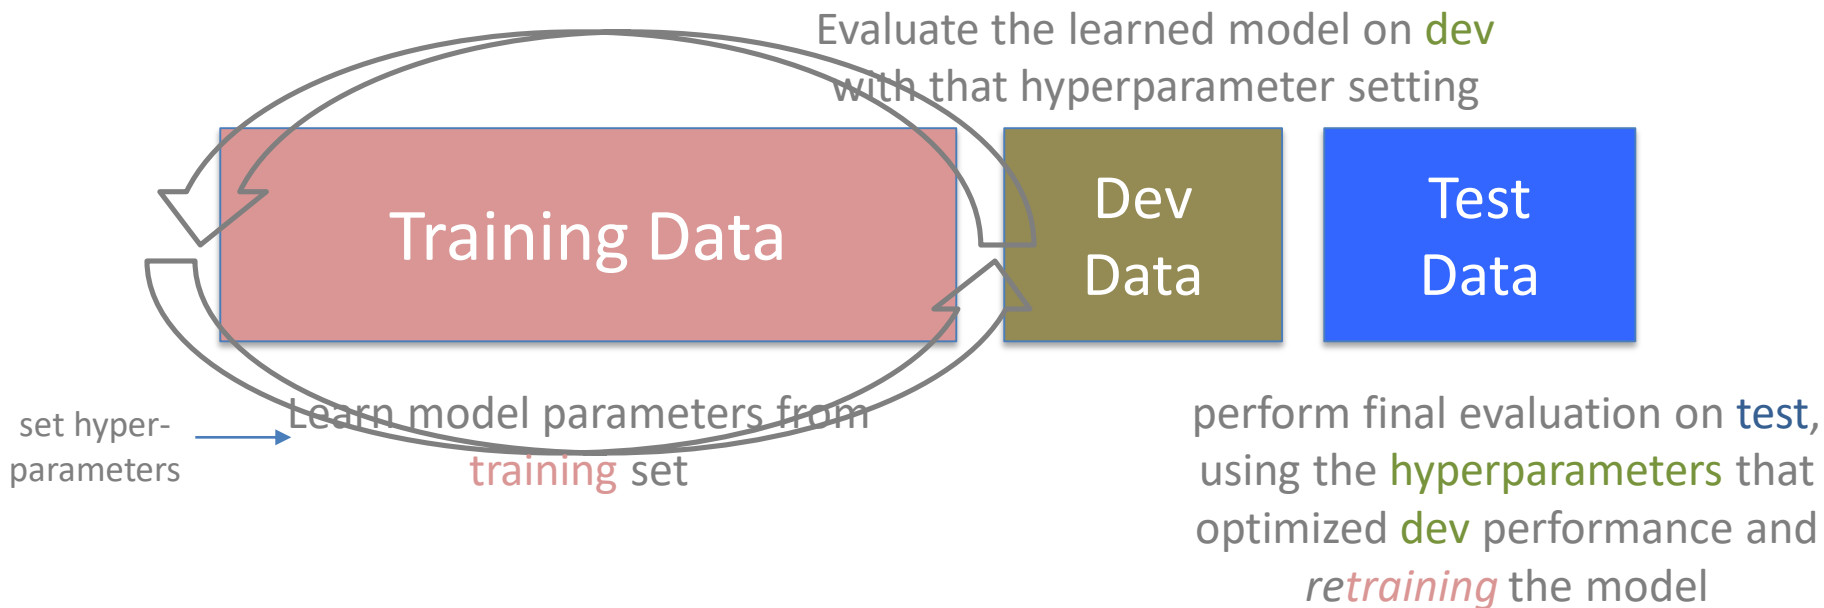 Evaluate the learned model on dev
with that hyperparameter setting
Training Data
Dev
Data
Test
Data
set hyper-
parameters
Learn model parameters from
training set
perform final evaluation on test,
using the hyperparameters that
optimized dev performance and
retraining the model